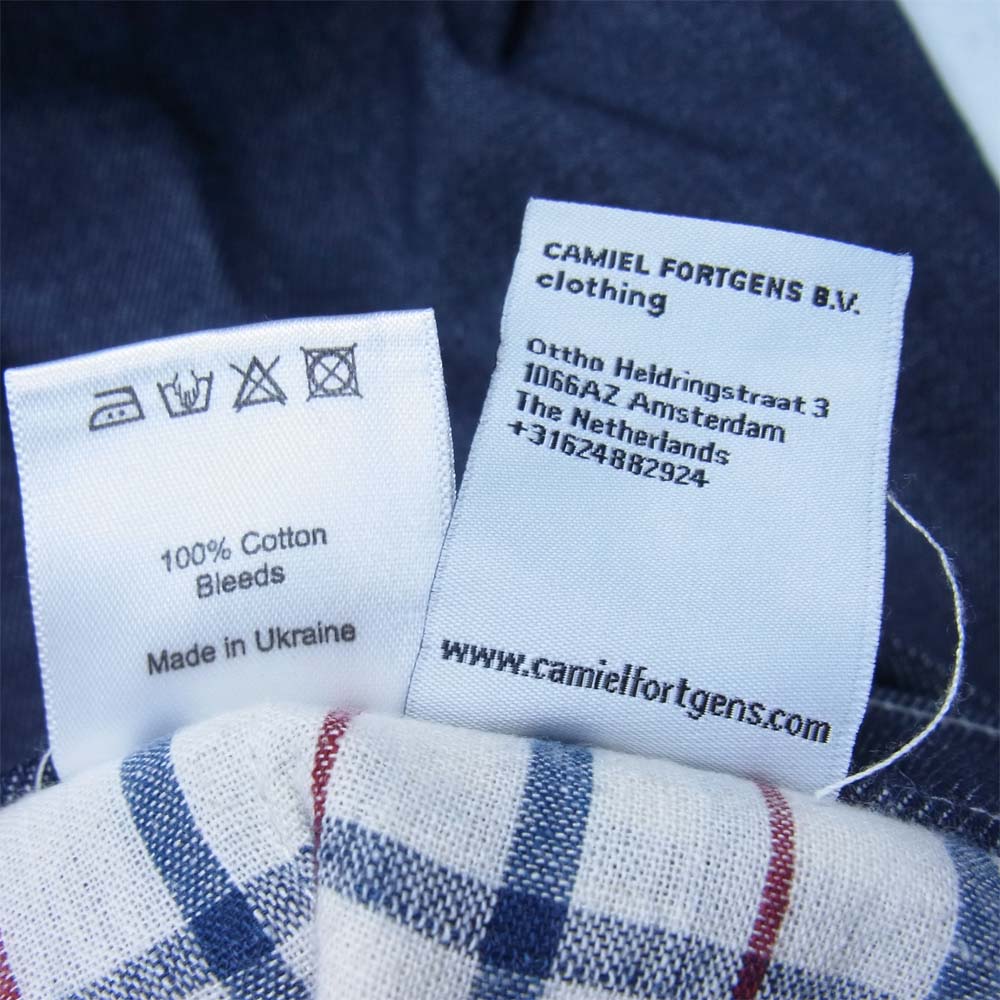 100% Cotton
Bleeds
Made in Ukraine
CAMIEL FORTGENS B.V.
clothing
Ottho Heldringstraat 3
1066AZ Amsterdam
The Netherlands
+31624882924
www.camielfortgens.com